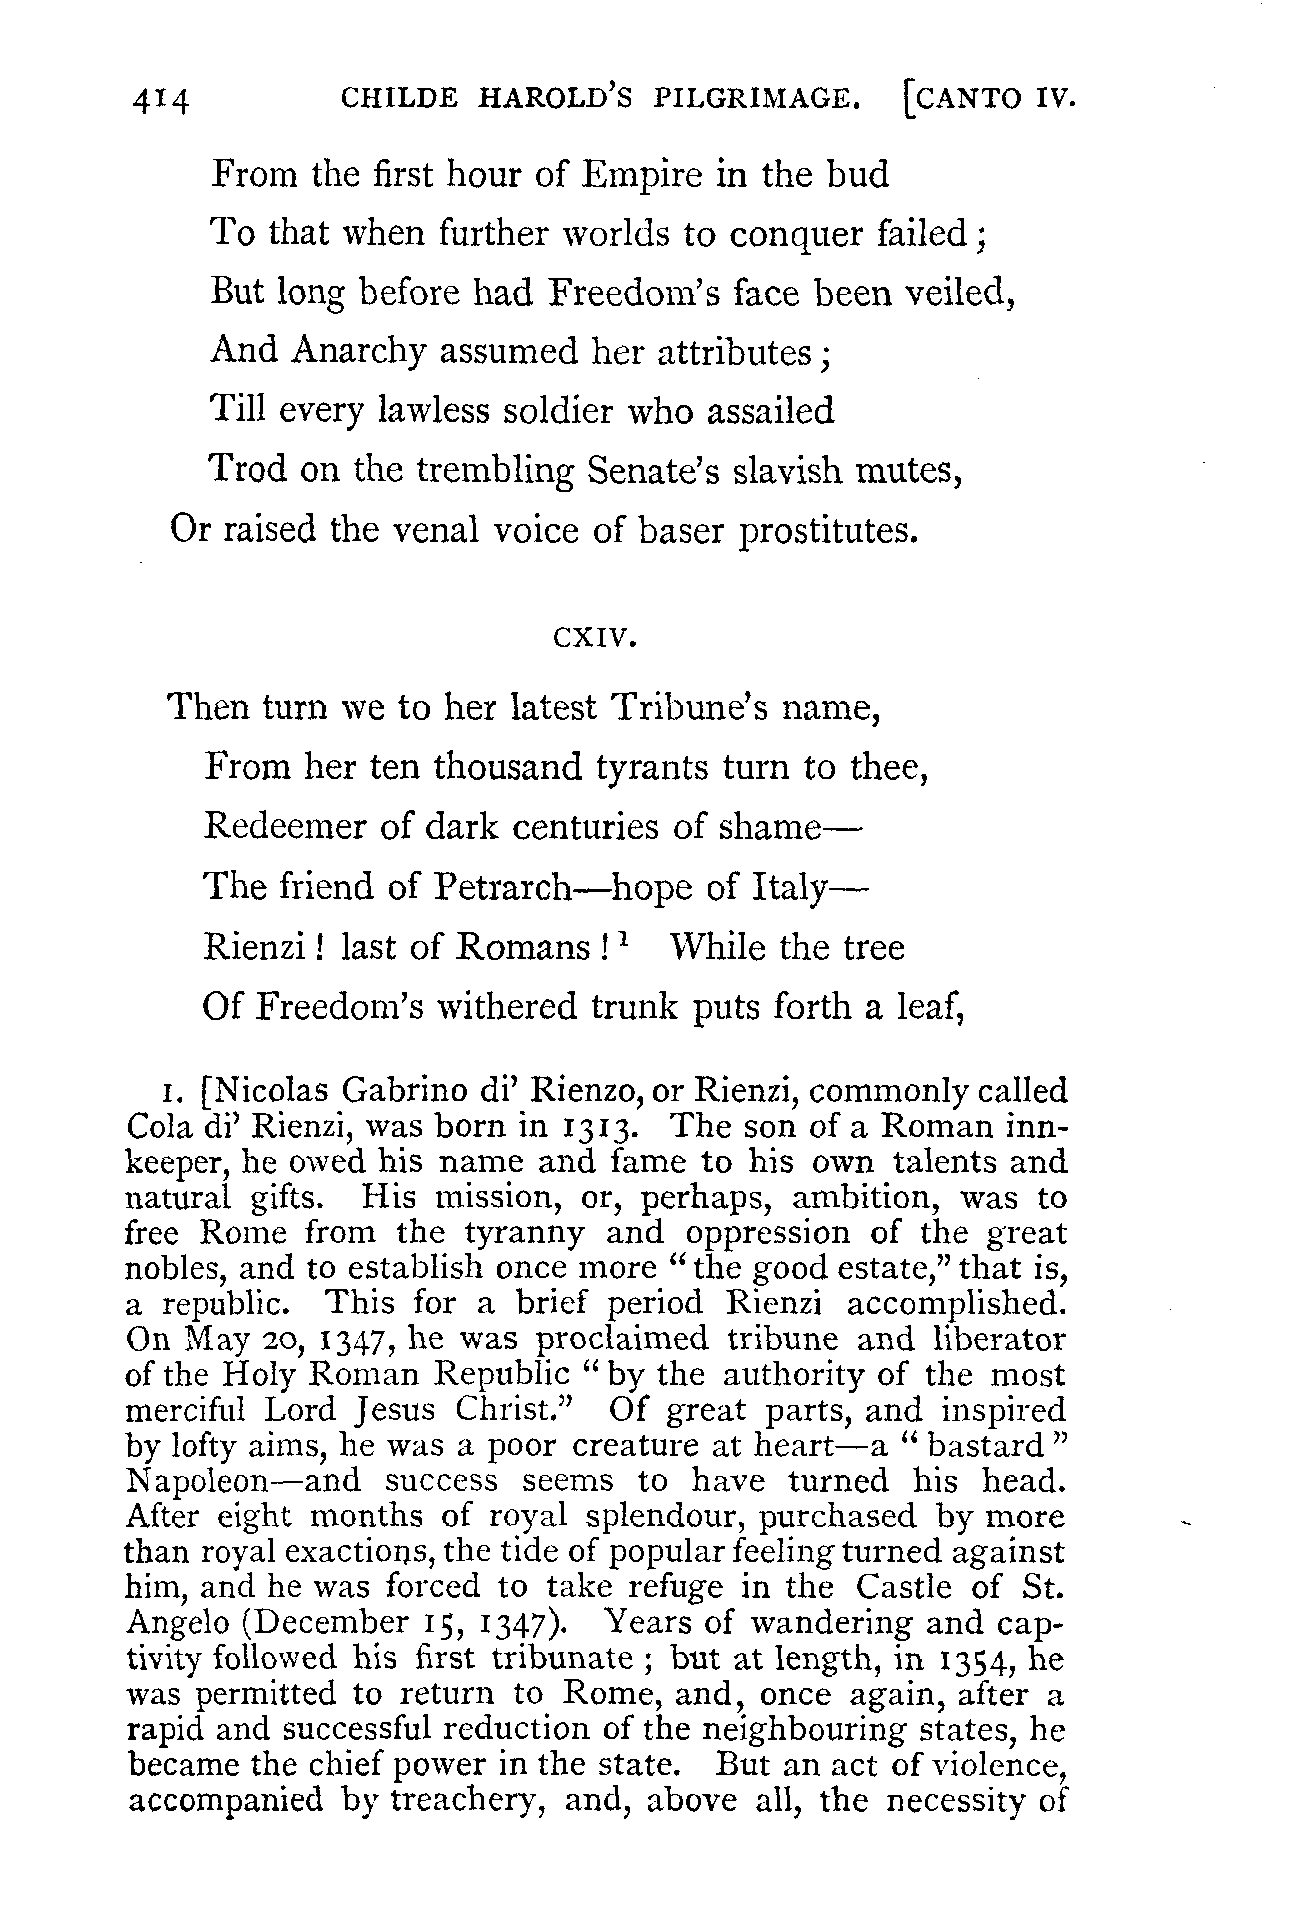 414 CHILDE HAROLD'S PILGRIMAGE. [CANTO IV.
From the first hour of Empire in the bud
To that when further worlds to conquer failed;
But long before had Freedom's face been veiled,
And Anarchy assumed her attributes;
Till every lawless soldier who assailed
Trod on the trembling Senate's slavish mutes,
Or raised the venal voice of baser prostitutes.
CXIV.
Then turn we to her latest Tribune's name,
From her ten thousand tyrants turn to thee,
Redeemer of dark centuries of shame—
The friend of Petrarch—hope of Italy—
Rienzi! last of Romans!¹ While the tree
Of Freedom's withered trunk puts forth a leaf,
1. [Nicolas Gabrino di' Rienzo, or Rienzi, commonly called
Cola di' Rienzi, was born in 1313. The son of a Roman inn-
keeper, he owed his name and fame to his own talents and
natural gifts. His mission, or, perhaps, ambition, was to
free Rome from the tyranny and oppression of the great
nobles, and to establish once more "the good estate," that is,
a republic. This for a brief period Rienzi accomplished.
On May 20, 1347, he was proclaimed tribune and liberator
of the Holy Roman Republic "by the authority of the most
merciful Lord Jesus Christ." Of great parts, and inspired
by lofty aims, he was a poor creature at heart—a "bastard"
Napoleon—and success seems to have turned his head.
After eight months of royal splendour, purchased by more
than royal exactions, the tide of popular feeling turned against
him, and he was forced to take refuge in the Castle of St.
Angelo (December 15, 1347). Years of wandering and cap-
tivity followed his first tribunate; but at length, in 1354, he
was permitted to return to Rome, and, once again, after a
rapid and successful reduction of the neighbouring states, he
became the chief power in the state. But an act of violence,
accompanied by treachery, and, above all, the necessity of